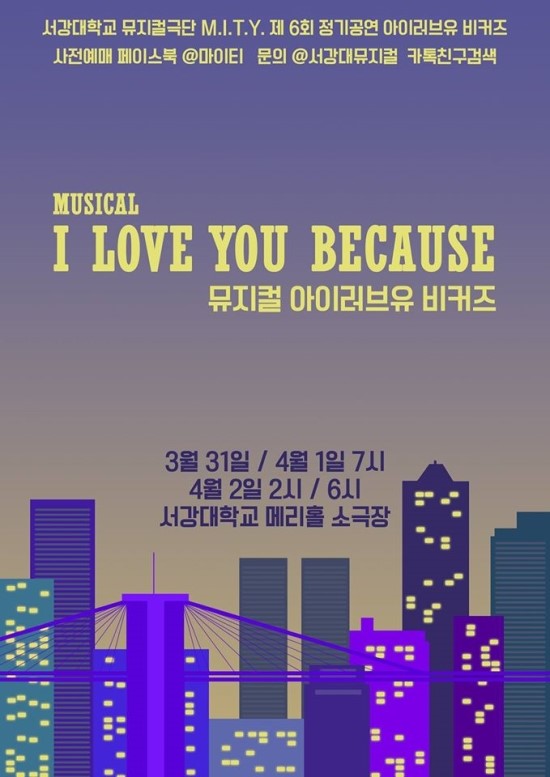 서강대학교 뮤지컬극단 M.I.T.Y. 제 6회 정기공연 아이러브유 비커즈
사전예매 페이스북 @마이티 문의 @서강대뮤지컬 카톡친구검색
MUSICAL
I LOVE YOU BECAUSE
뮤지컬 아이러브유 비커즈
3월 31일 / 4월 1일 7시
4월 2일 2시 / 6시
서강대학교 메리홀 소극장